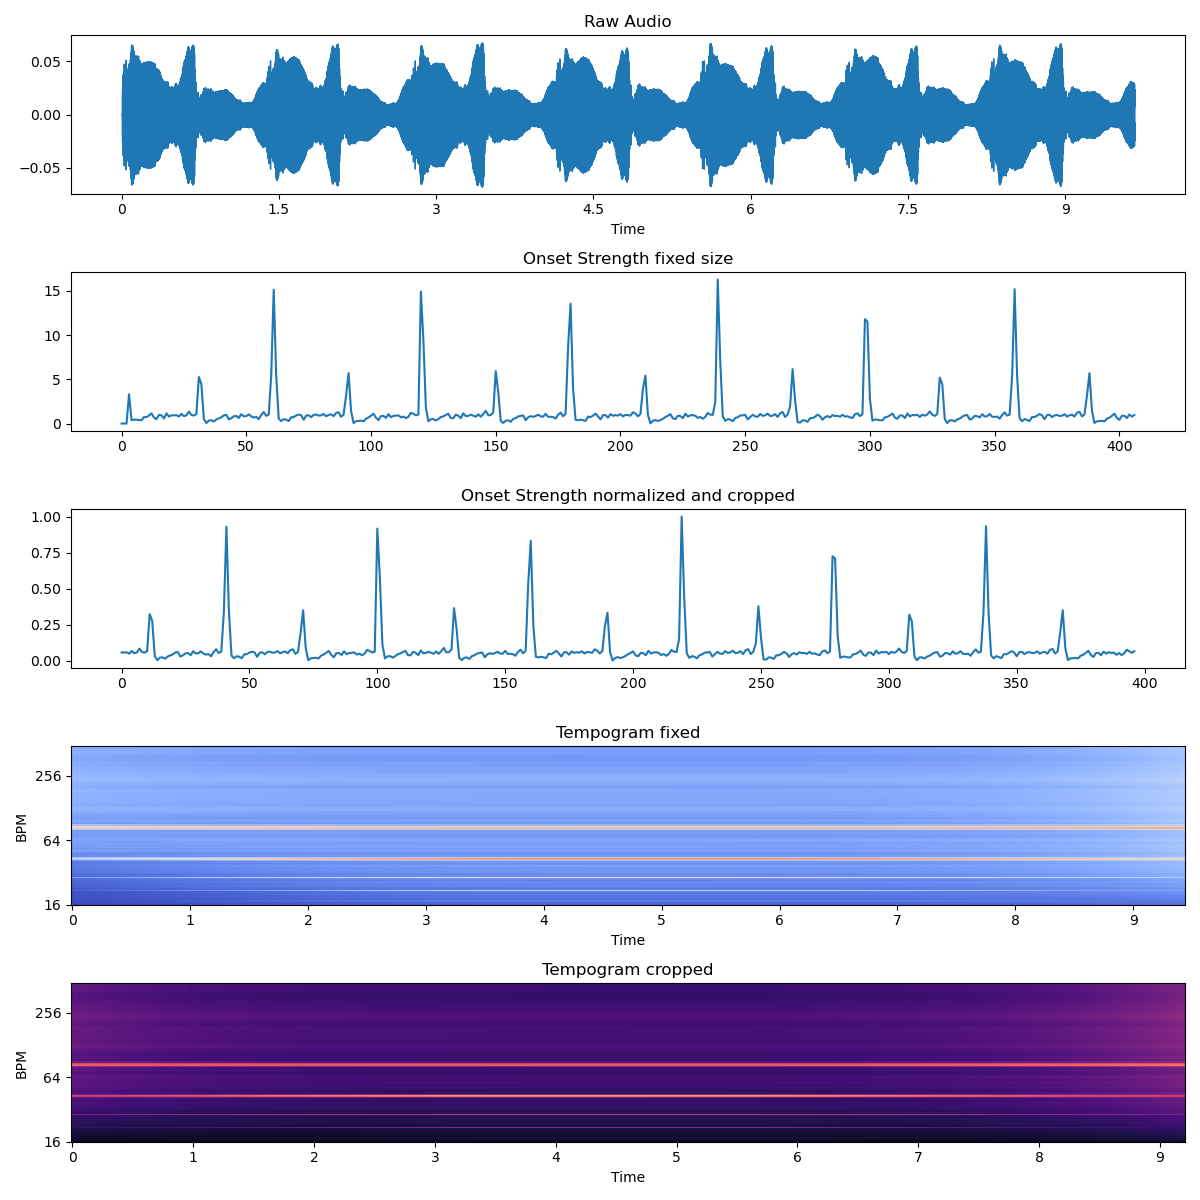 Raw Audio
0.05
0.00
−0.05
0 1.5 3 4.5 6 7.5 9
Time
Onset Strength fixed size
15
10
5
0
0 50 100 150 200 250 300 350 400
Onset Strength normalized and cropped
1.00
0.75
0.50
0.25
0.00
0 50 100 150 200 250 300 350 400
Tempogram fixed
256
BPM
64
16
0 1 2 3 4 5 6 7 8 9
Time
Tempogram cropped
256
BPM
64
16
0 1 2 3 4 5 6 7 8 9
Time